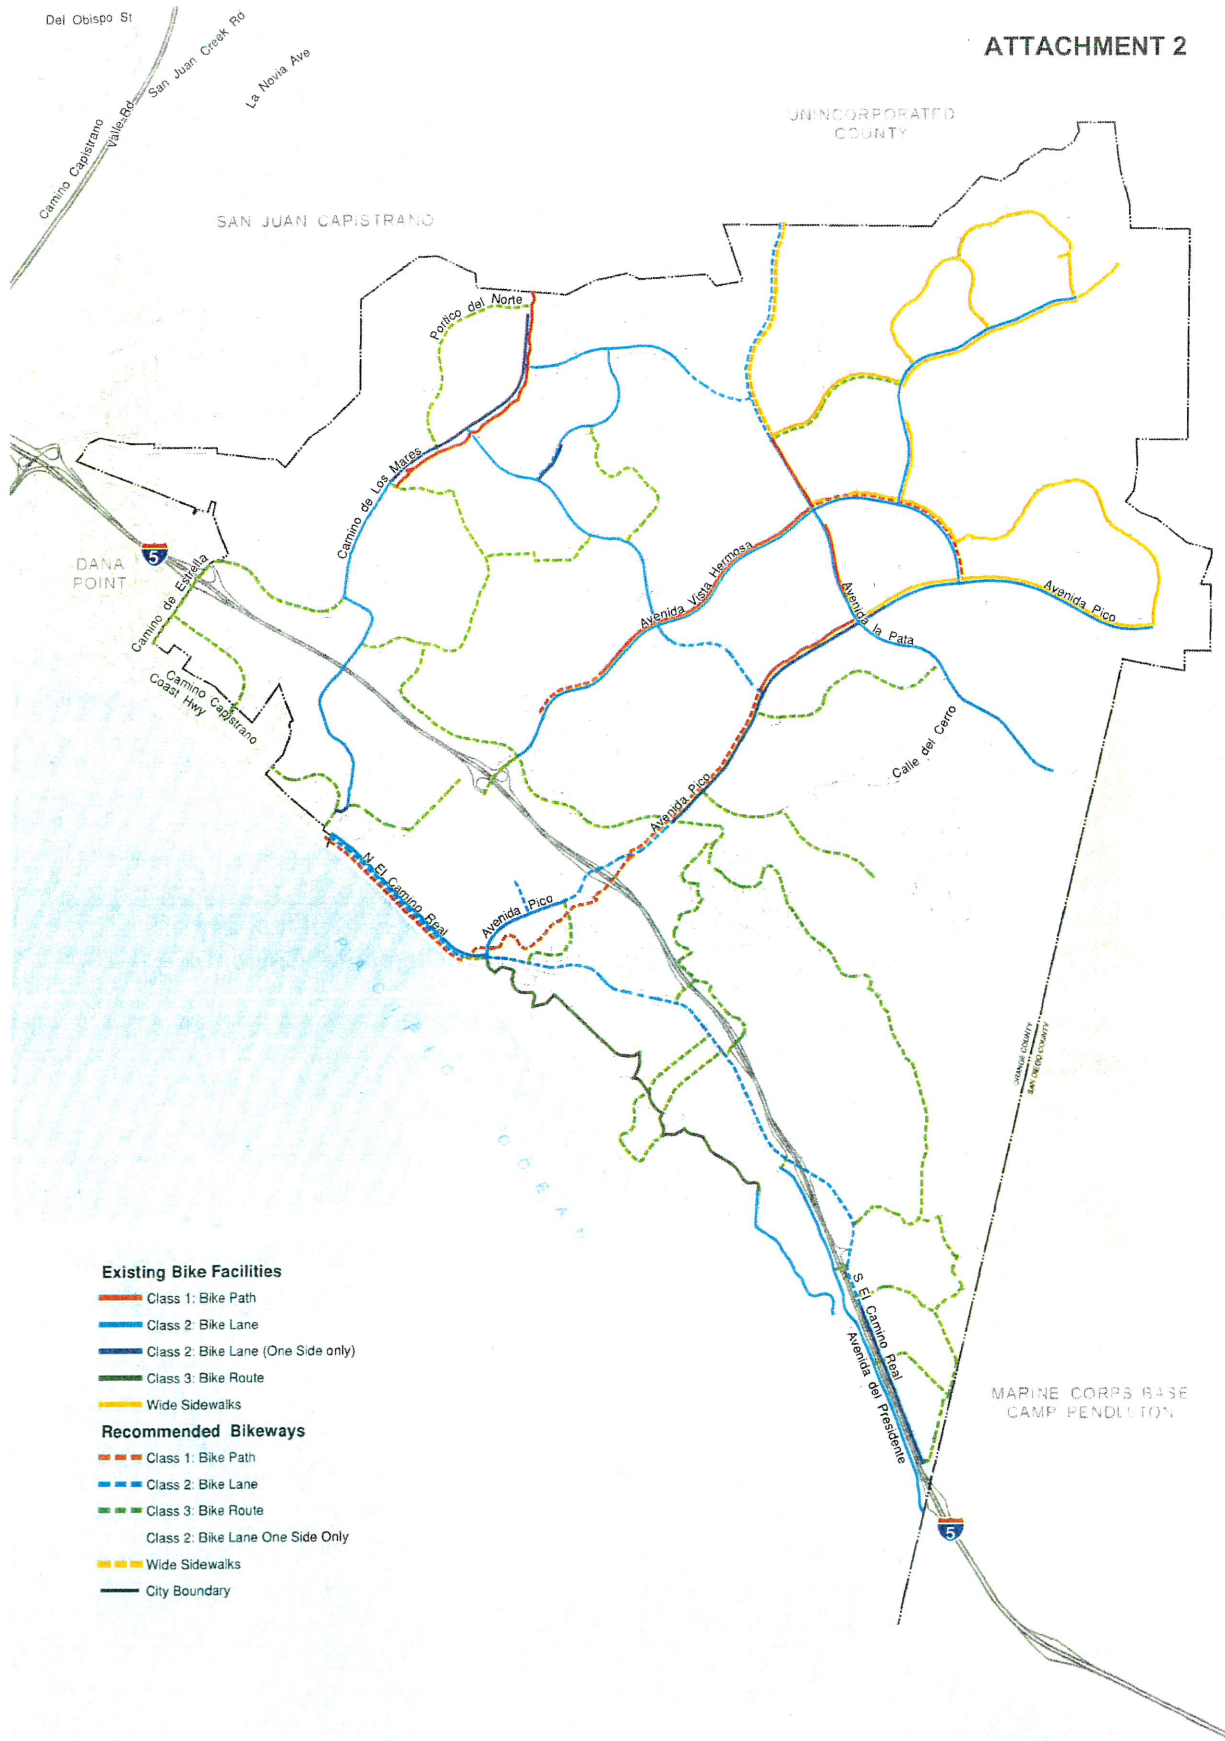 Del Obispo St
San Juan Creek Rd
La Novia Ave
ATTACHMENT 2
Camino Capistrano
Valle Rd
UNINCORPORATED
COUNTY
SAN JUAN CAPISTRANO
Portico del Norte
Camino de Los Mares
5
DANA
POINT
Camino de Estrella
Avenida Vista Hermosa
Avenida Pico
Avenida la Pata
Camino Capistrano
Coast Hwy
Calle del Cerro
Avenida Pico
N El Camino Real
Avenida Pico
ORANGE COUNTY
SAN DIEGO COUNTY
OCEAN
S El Camino Real
Avenida del Presidente
MARINE CORPS BASE
CAMP PENDLETON
5
Existing Bike Facilities
Class 1: Bike Path
Class 2: Bike Lane
Class 2: Bike Lane (One Side only)
Class 3: Bike Route
Wide Sidewalks
Recommended Bikeways
Class 1: Bike Path
Class 2: Bike Lane
Class 3: Bike Route
Class 2: Bike Lane One Side Only
Wide Sidewalks
City Boundary